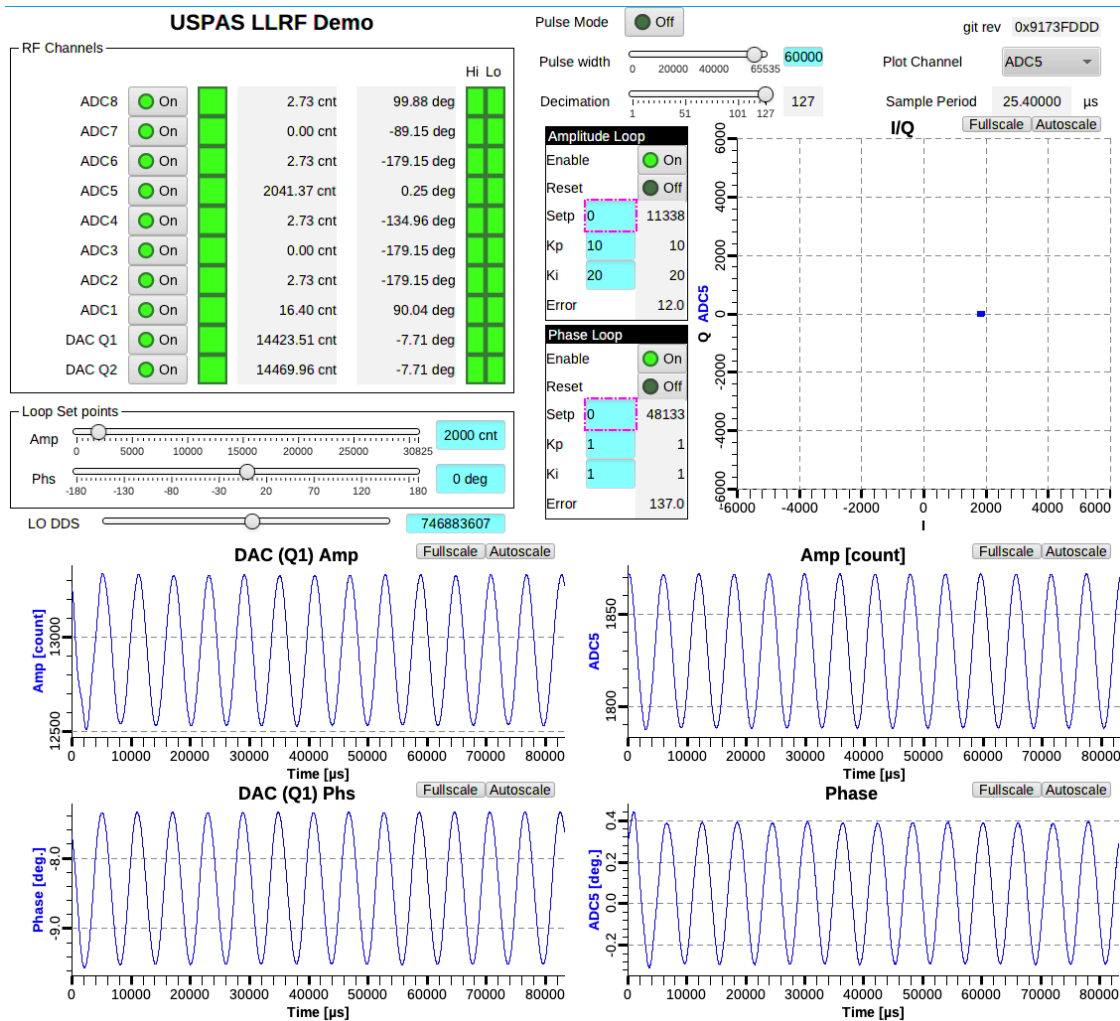 USPAS LLRF Demo
Pulse Mode Off
git rev 0x9173FDDD
RF Channels
Pulse width 0 20000 40000 65535 60000
Plot Channel ADC5
Hi Lo
Decimation 1 51 101 127 127
Sample Period 25.40000 µs
ADC8 On 2.73 cnt 99.88 deg
ADC7 On 0.00 cnt -89.15 deg
ADC6 On 2.73 cnt -179.15 deg
ADC5 On 2041.37 cnt 0.25 deg
ADC4 On 2.73 cnt -134.96 deg
ADC3 On 0.00 cnt -179.15 deg
ADC2 On 2.73 cnt -179.15 deg
ADC1 On 16.40 cnt 90.04 deg
DAC Q1 On 14423.51 cnt -7.71 deg
DAC Q2 On 14469.96 cnt -7.71 deg
Amplitude Loop
Enable On
Reset Off
Setp 0 11338
Kp 10 10
Ki 20 20
Error 12.0
Phase Loop
Enable On
Reset Off
Setp 0 48133
Kp 1 1
Ki 1 1
Error 137.0
I/Q
Fullscale Autoscale
6000
4000
2000
0
-2000
-4000
-6000
ADC5
Q
-6000 -4000 -2000 0 2000 4000 6000
I
Loop Set points
Amp 2000 cnt
0 5000 10000 15000 20000 25000 30825
Phs 0 deg
-180 -130 -80 -30 20 70 120 180
LO DDS 746883607
DAC (Q1) Amp
Fullscale Autoscale
Amp [count]
13000
12500
0 10000 20000 30000 40000 50000 60000 70000 80000
Time [µs]
Amp [count]
Fullscale Autoscale
ADC5
1850
1800
0 10000 20000 30000 40000 50000 60000 70000 80000
Time [µs]
DAC (Q1) Phs
Fullscale Autoscale
Phase [deg.]
-8.0
-9.0
0 10000 20000 30000 40000 50000 60000 70000 80000
Time [µs]
Phase
Fullscale Autoscale
ADC5 [deg.]
0.4
0.2
0.0
-0.2
0 10000 20000 30000 40000 50000 60000 70000 80000
Time [µs]